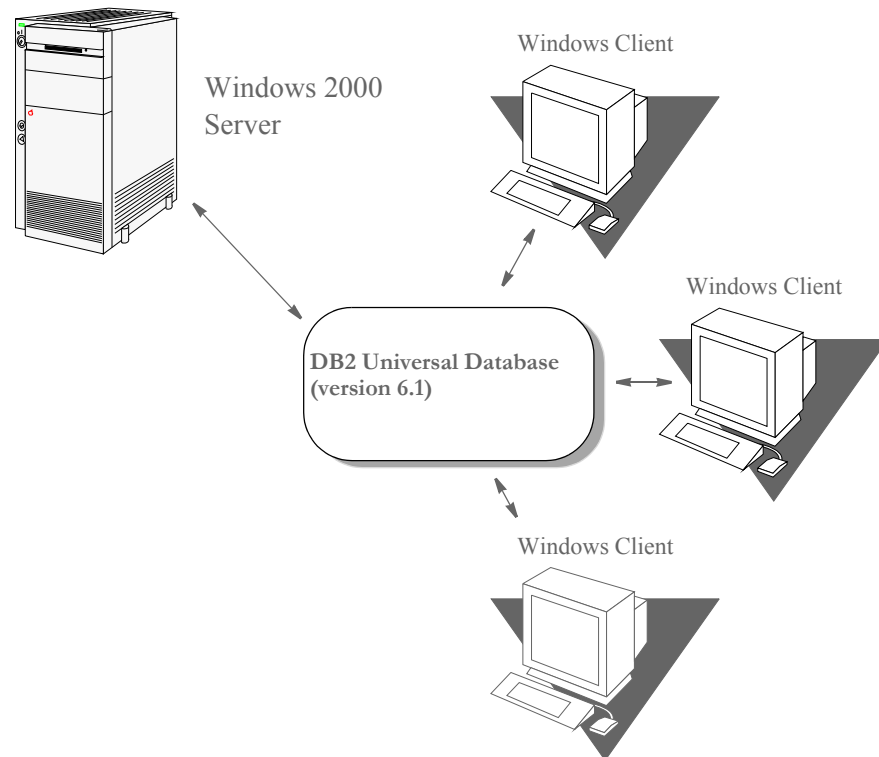 Windows Client
Windows 2000
Server
Windows Client
DB2 Universal Database
(version 6.1)
Windows Client